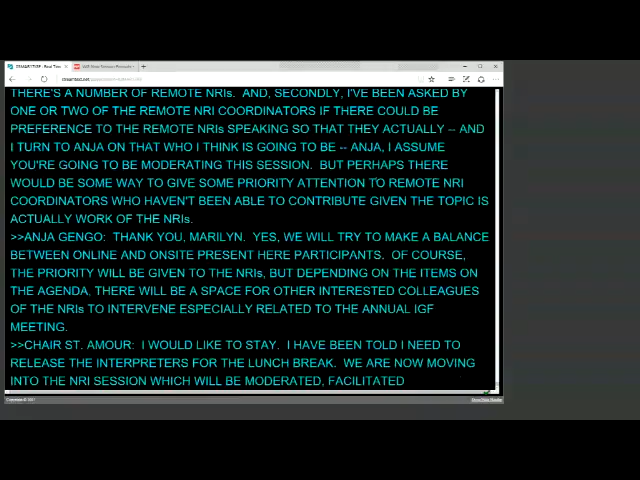 THERE'S A NUMBER OF REMOTE NRIs.  AND, SECONDLY, I'VE BEEN ASKED BY
ONE OR TWO OF THE REMOTE NRI COORDINATORS IF THERE COULD BE
PREFERENCE TO THE REMOTE NRIs SPEAKING SO THAT THEY ACTUALLY -- AND
I TURN TO ANJA ON THAT WHO I THINK IS GOING TO BE -- ANJA, I ASSUME
YOU'RE GOING TO BE MODERATING THIS SESSION.  BUT PERHAPS THERE
WOULD BE SOME WAY TO GIVE SOME PRIORITY ATTENTION TO REMOTE NRI
COORDINATORS WHO HAVEN'T BEEN ABLE TO CONTRIBUTE GIVEN THE TOPIC IS
ACTUALLY WORK OF THE NRIs.
>>ANJA GENGO:  THANK YOU, MARILYN.  YES, WE WILL TRY TO MAKE A BALANCE
BETWEEN ONLINE AND ONSITE PRESENT HERE PARTICIPANTS.  OF COURSE,
THE PRIORITY WILL BE GIVEN TO THE NRIs, BUT DEPENDING ON THE ITEMS ON
THE AGENDA, THERE WILL BE A SPACE FOR OTHER INTERESTED COLLEAGUES
OF THE NRIs TO INTERVENE ESPECIALLY RELATED TO THE ANNUAL IGF
MEETING.
>>CHAIR ST. AMOUR:  I WOULD LIKE TO STAY.  I HAVE BEEN TOLD I NEED TO
RELEASE THE INTERPRETERS FOR THE LUNCH BREAK.  WE ARE NOW MOVING
INTO THE NRI SESSION WHICH WILL BE MODERATED, FACILITATED